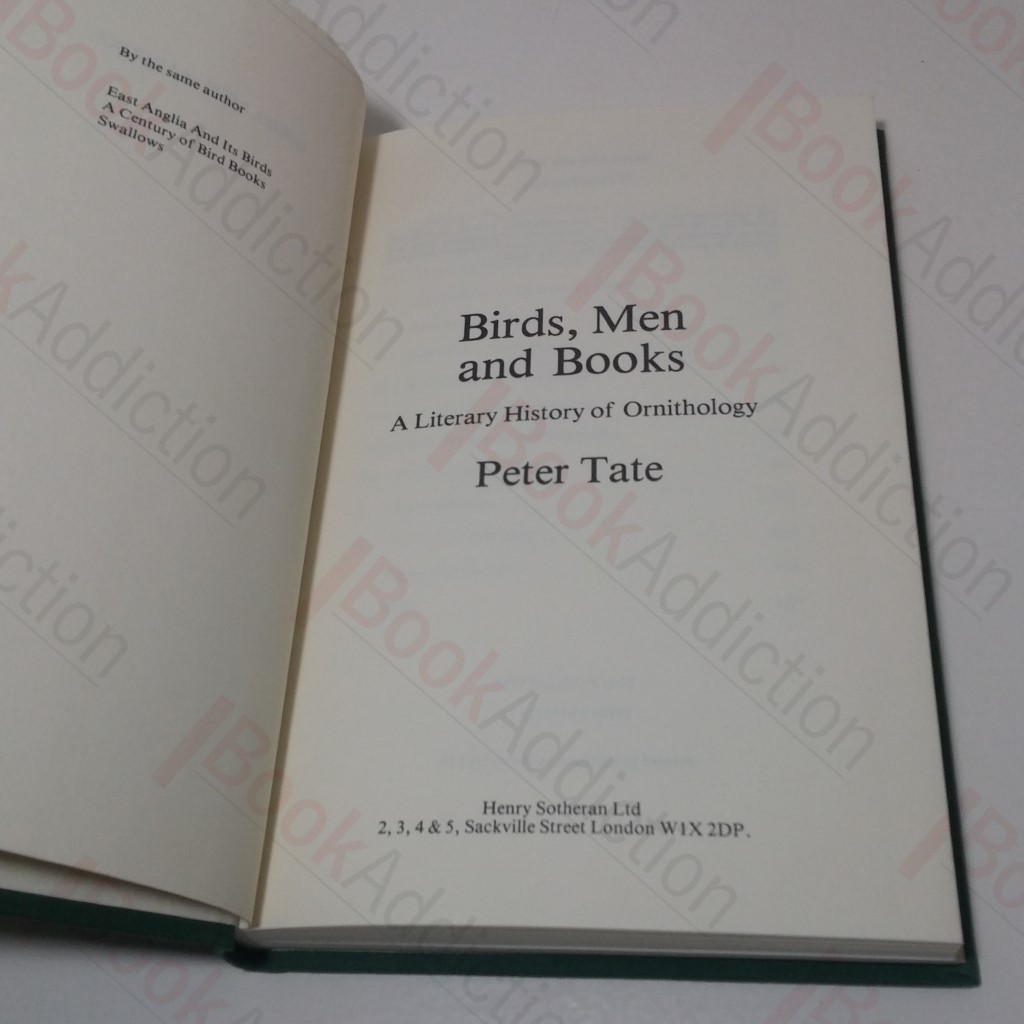 By the same author
East Anglia And Its Birds
A Century of Bird Books
Swallows
Birds, Men
and Books
A Literary History of Ornithology
Peter Tate
Henry Sotheran Ltd
2, 3, 4 & 5, Sackville Street London W1X 2DP.
BookAddiction